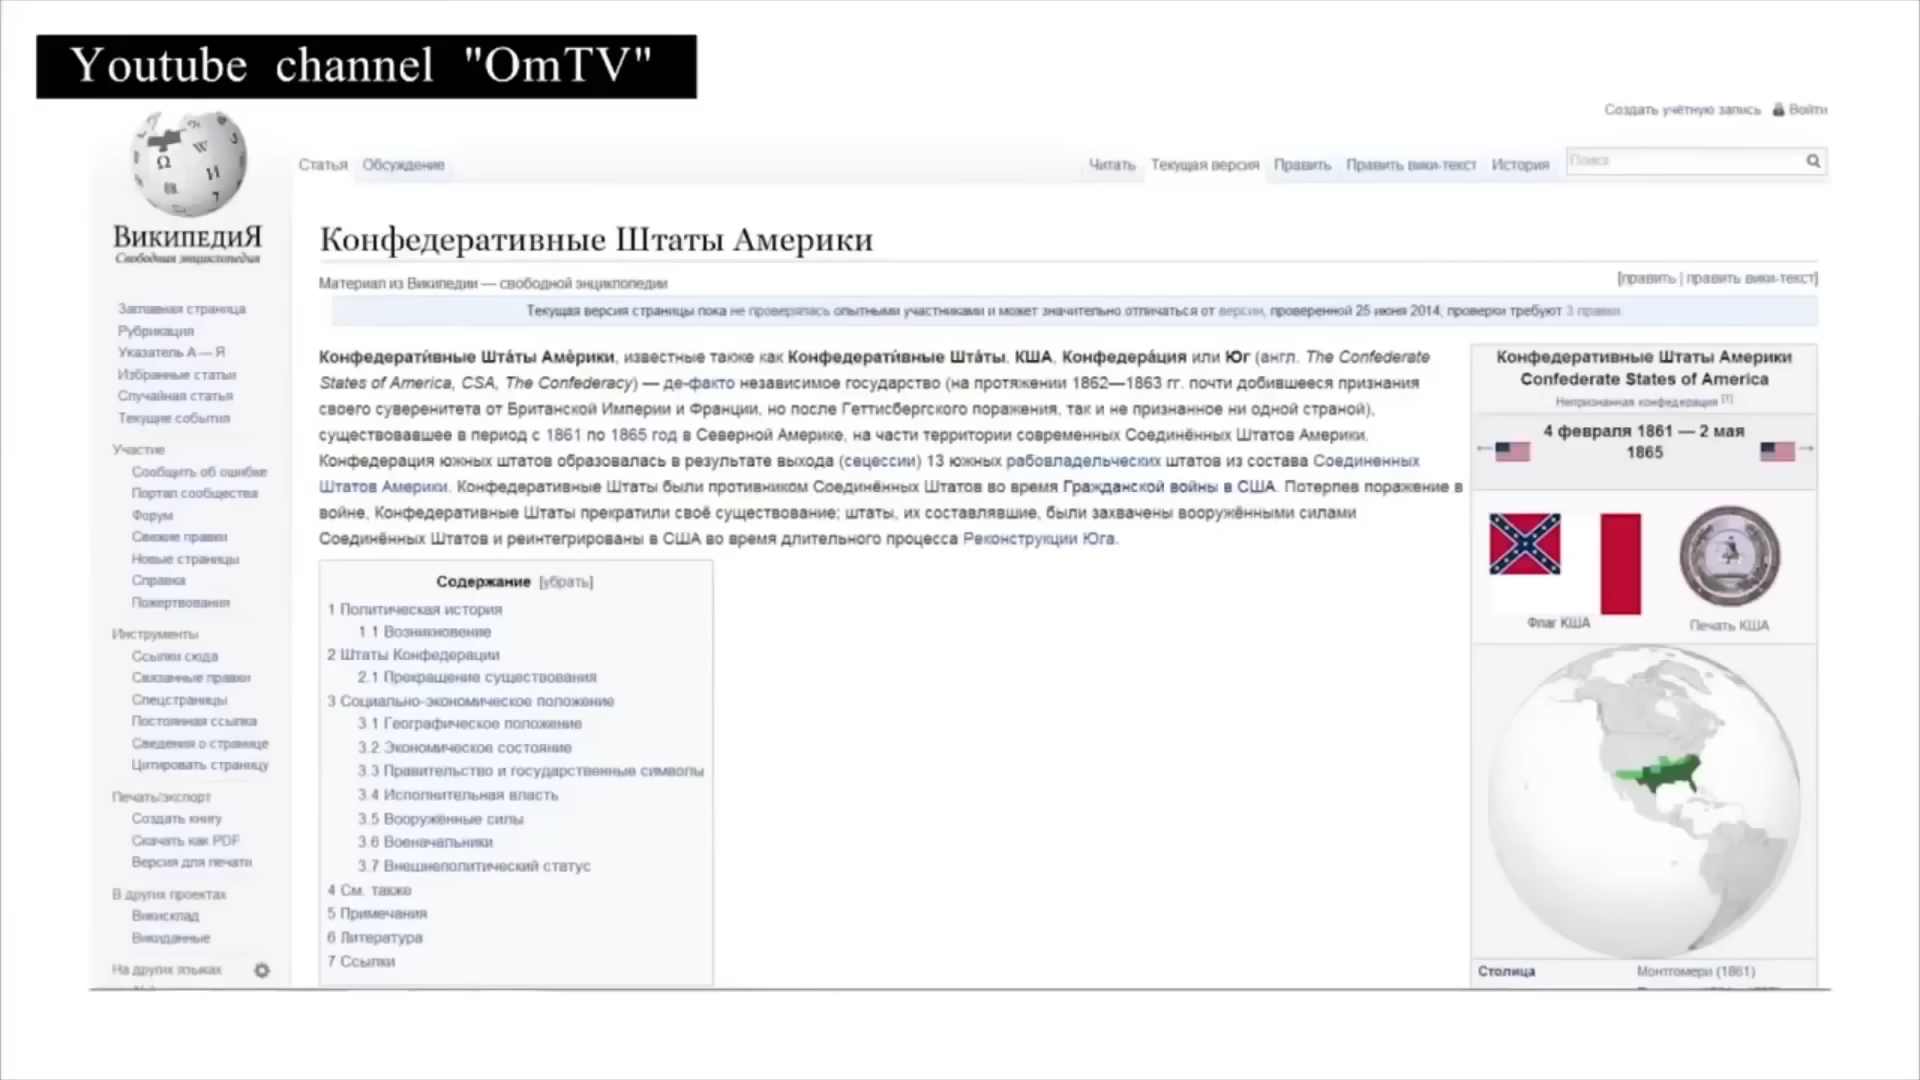 Youtube channel "OmTV"
Создать учётную запись Войти
Статья Обсуждение Читать Текущая версия Править Править вики-текст История Поиск
ВикипедиЯ
Свободная энциклопедия
Конфедеративные Штаты Америки
[править | править вики-текст]
Материал из Википедии — свободной энциклопедии
Текущая версия страницы пока не проверялась опытными участниками и может значительно отличаться от версии, проверенной 25 июня 2014; проверки требуют 3 правки.
Конфедерати́вные Шта́ты Аме́рики, известные также как Конфедерати́вные Шта́ты, КША, Конфедера́ция или Юг (англ. The Confederate
States of America, CSA, The Confederacy) — де-факто независимое государство (на протяжении 1862—1863 гг. почти добившееся признания
своего суверенитета от Британской Империи и Франции, но после Геттисбергского поражения, так и не признанное ни одной страной),
существовавшее в период с 1861 по 1865 год в Северной Америке, на части территории современных Соединённых Штатов Америки.
Конфедерация южных штатов образовалась в результате выхода (сецессии) 13 южных рабовладельческих штатов из состава Соединенных
Штатов Америки. Конфедеративные Штаты были противником Соединённых Штатов во время Гражданской войны в США. Потерпев поражение в
войне, Конфедеративные Штаты прекратили своё существование; штаты, их составлявшие, были захвачены вооружёнными силами
Соединённых Штатов и реинтегрированы в США во время длительного процесса Реконструкции Юга.
Содержание [убрать]
1 Политическая история
1.1 Возникновение
2 Штаты Конфедерации
2.1 Прекращение существования
3 Социально-экономическое положение
3.1 Географическое положение
3.2 Экономическое состояние
3.3 Правительство и государственные символы
3.4 Исполнительная власть
3.5 Вооружённые силы
3.6 Военачальники
3.7 Внешнеполитический статус
4 См. также
5 Примечания
6 Литература
7 Ссылки
Заглавная страница
Рубрикация
Указатель А — Я
Избранные статьи
Случайная статья
Текущие события
Участие
Сообщить об ошибке
Портал сообщества
Форум
Свежие правки
Новые страницы
Справка
Пожертвования
Инструменты
Ссылки сюда
Связанные правки
Спецстраницы
Постоянная ссылка
Сведения о странице
Цитировать страницу
Печать/экспорт
Создать книгу
Скачать как PDF
Версия для печати
В других проектах
Викисклад
Викиданные
На других языках
Конфедеративные Штаты Америки
Confederate States of America
Непризнанная конфедерация [1]
4 февраля 1861 — 2 мая
1865
Флаг КША Печать КША
Столица Монтгомери (1861)